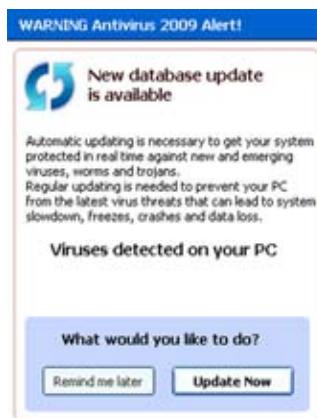 WARNING Antivirus 2009 Alert!
New database update
is available
Automatic updating is necessary to get your system
protected in real time against new and emerging
viruses, worms and trojans.
Regular updating is needed to prevent your PC
from the latest virus threats that can lead to system
slowdown, freezes, crashes and data loss.
Viruses detected on your PC
What would you like to do?
Remind me later Update Now